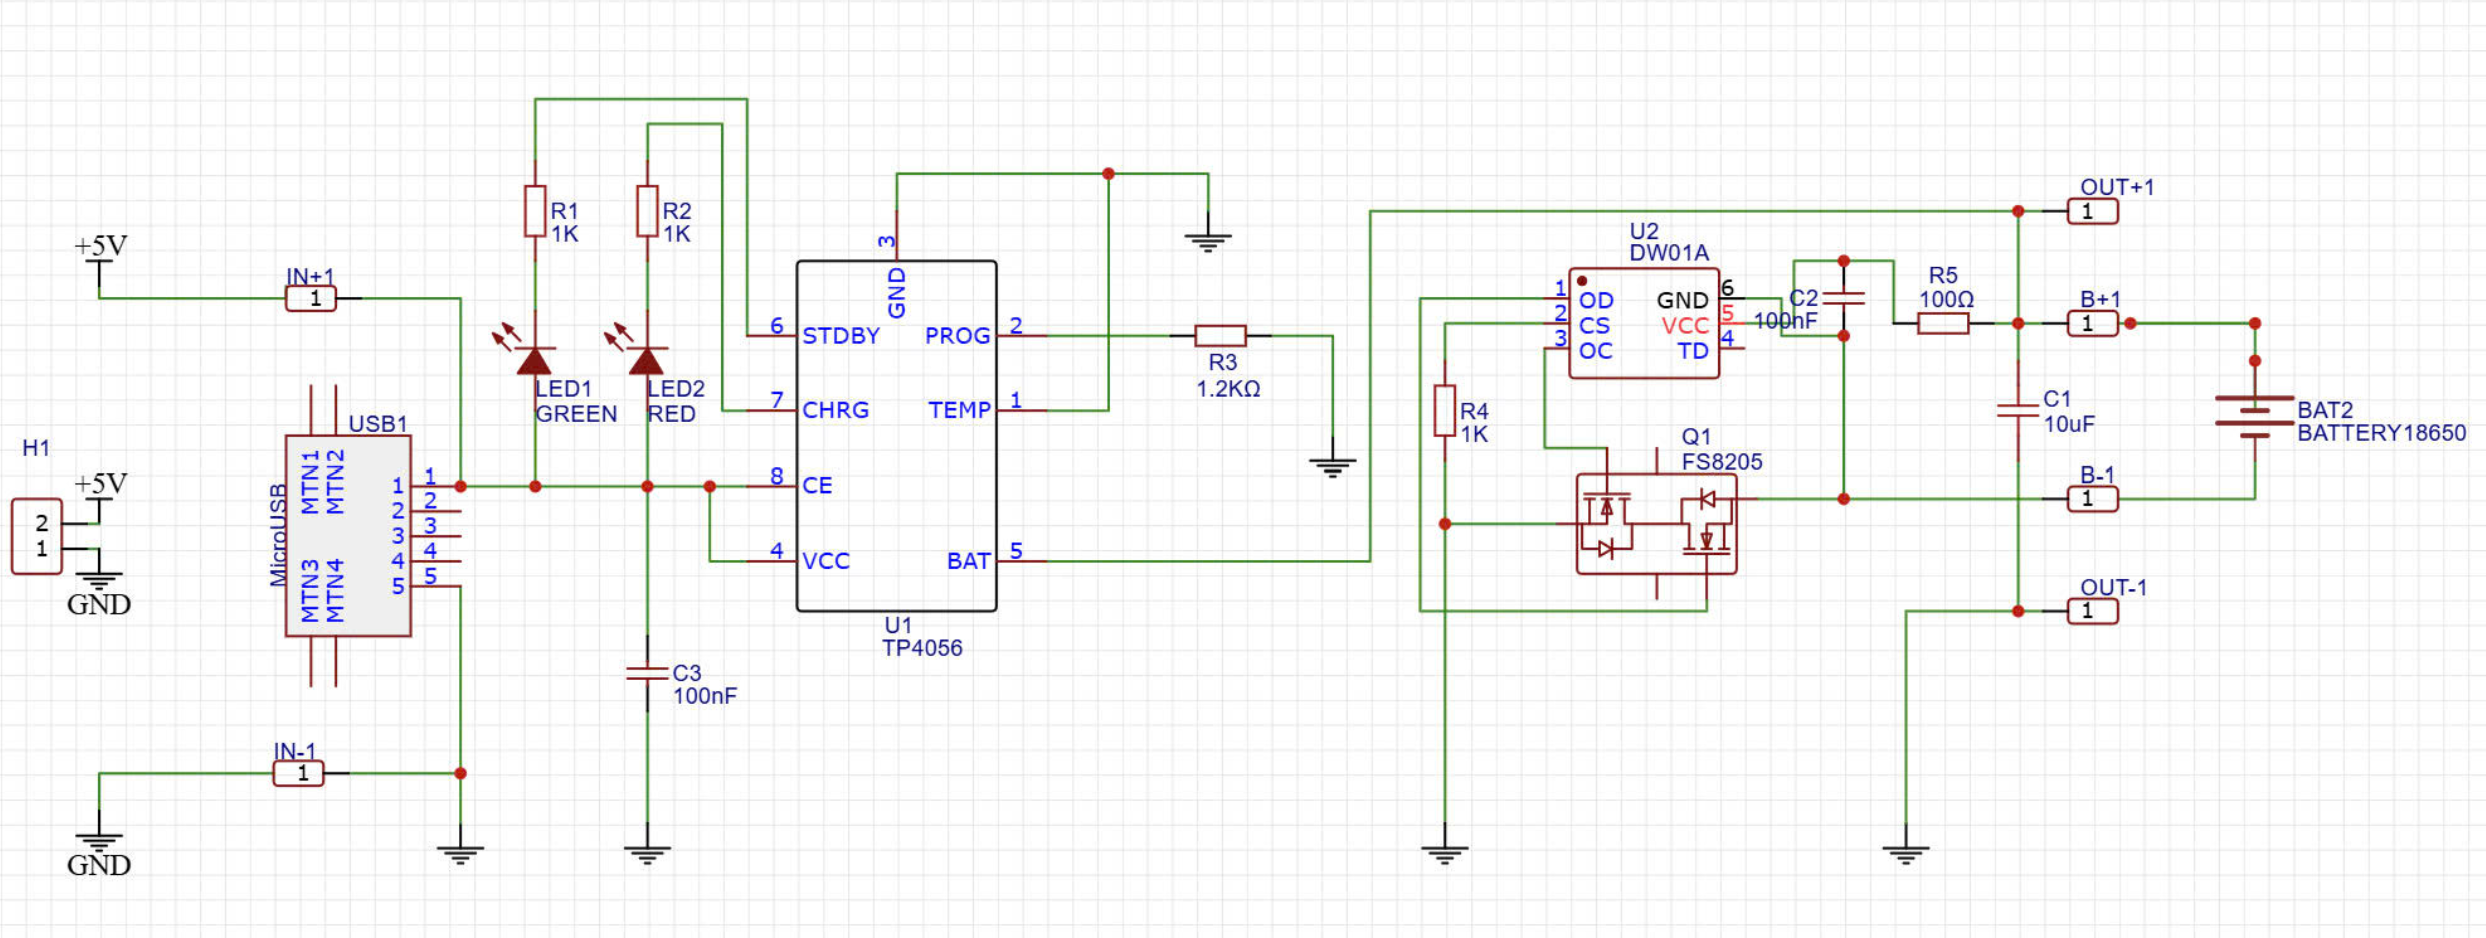 +5V
IN+1
1
H1
+5V
2
1
GND
USB1
MicroUSB
MTN1
MTN2
MTN3
MTN4
1 1
2 2
3 3
4 4
5 5
IN-1
1
GND
R1
1K
R2
1K
LED1
GREEN
LED2
RED
C3
100nF
3
GND
6 STDBY
7 CHRG
8 CE
4 VCC
PROG 2
TEMP 1
BAT 5
U1
TP4056
R3
1.2KΩ
U2
DW01A
1 OD
2 CS
3 OC
GND 6
VCC 5
TD 4
C2
100nF
R4
1K
Q1
FS8205
R5
100Ω
C1
10uF
OUT+1
1
B+1
1
B-1
1
OUT-1
1
BAT2
BATTERY18650